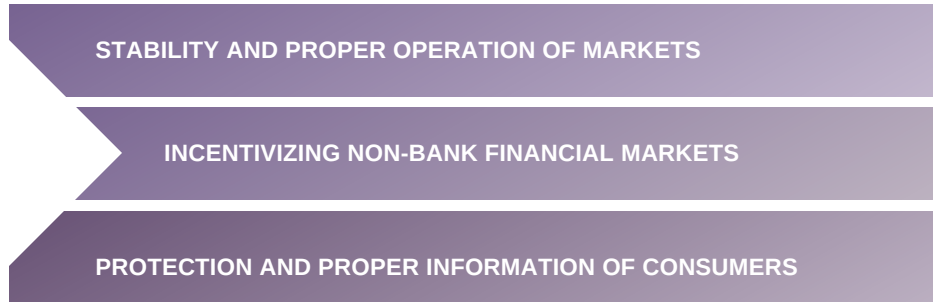 STABILITY AND PROPER OPERATION OF MARKETS
INCENTIVIZING NON-BANK FINANCIAL MARKETS
PROTECTION AND PROPER INFORMATION OF CONSUMERS